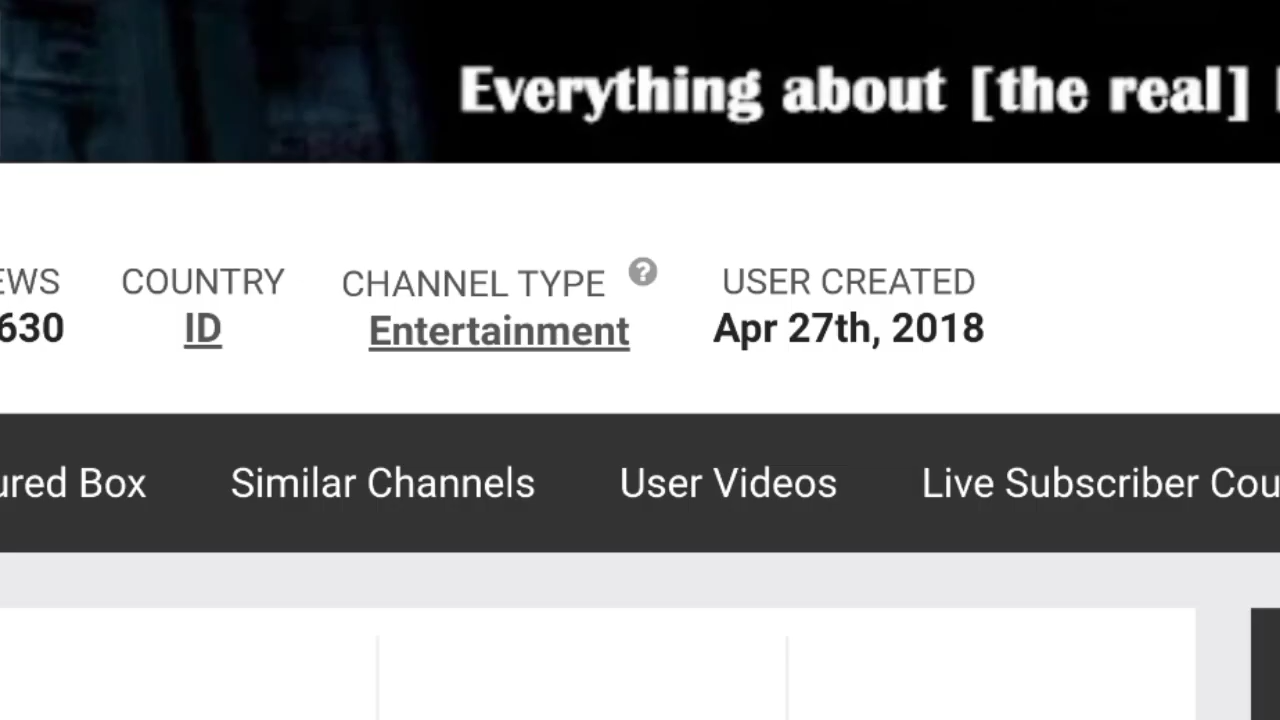 Everything about [the real]
EWS COUNTRY CHANNEL TYPE ? USER CREATED
630 ID Entertainment Apr 27th, 2018
ured Box Similar Channels User Videos Live Subscriber Cou